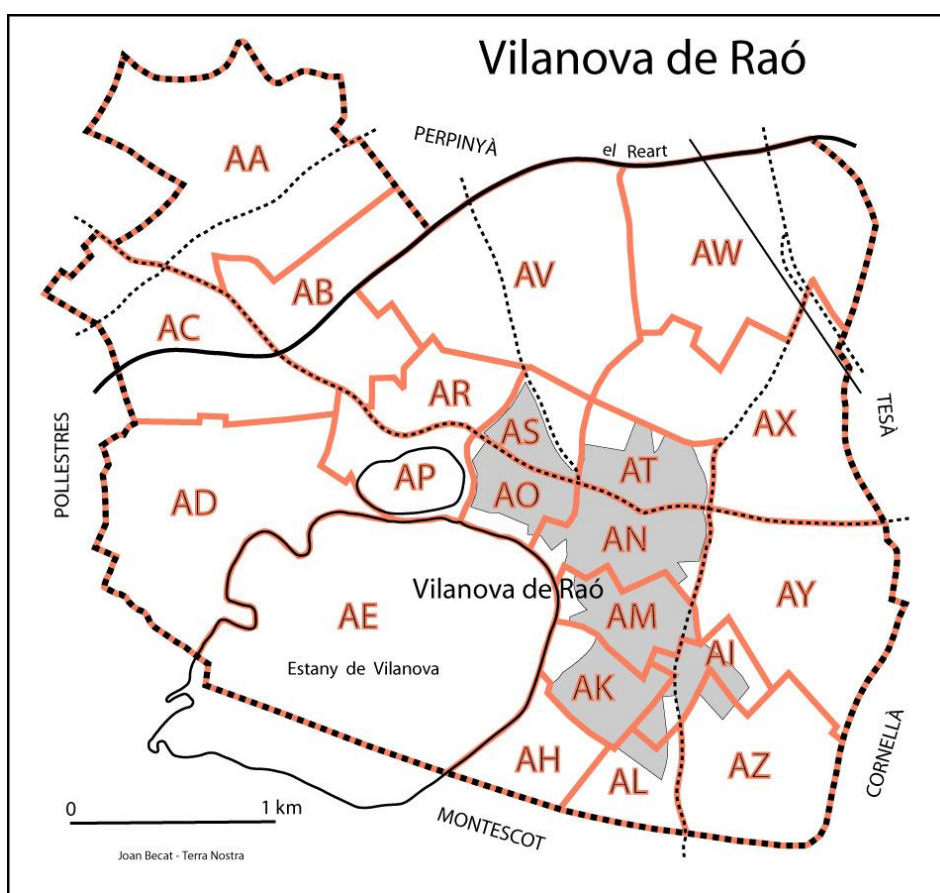 Vilanova de Raó
PERPINYÀ
el Reart
AA
AV
AW
AB
AC
AR
AX
TESÀ
POLLESTRES
AS
AT
AP
AO
AD
AN
Vilanova de Raó
AE
AM
AY
AI
Estany de Vilanova
AK
AH
AL
AZ
CORNELLÀ
MONTESCOT
0 1 km
Joan Becat - Terra Nostra